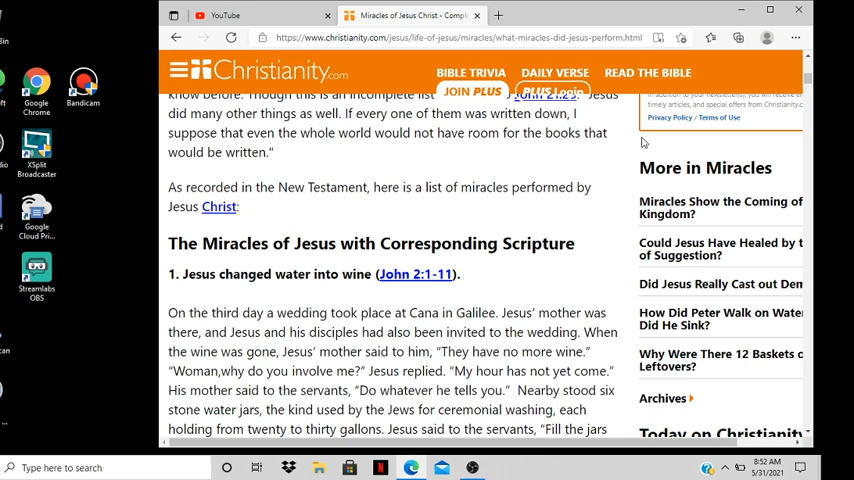 YouTube
Miracles of Jesus Christ - Comple
https://www.christianity.com/jesus/life-of-jesus/miracles/what-miracles-did-jesus-perform.html
Christianity.com
BIBLE TRIVIA DAILY VERSE READ THE BIBLE
JOIN PLUS PLUS Login
know before. Though this is an incomplete list John 21:25 "Jesus
did many other things as well. If every one of them was written down, I
suppose that even the whole world would not have room for the books that
would be written."
As recorded in the New Testament, here is a list of miracles performed by
Jesus Christ:
The Miracles of Jesus with Corresponding Scripture
1. Jesus changed water into wine (John 2:1-11).
On the third day a wedding took place at Cana in Galilee. Jesus' mother was
there, and Jesus and his disciples had also been invited to the wedding. When
the wine was gone, Jesus' mother said to him, "They have no more wine."
"Woman,why do you involve me?" Jesus replied. "My hour has not yet come."
His mother said to the servants, "Do whatever he tells you." Nearby stood six
stone water jars, the kind used by the Jews for ceremonial washing, each
holding from twenty to thirty gallons. Jesus said to the servants, "Fill the jars
timely articles, and special offers from Christianity.c
Privacy Policy / Terms of Use
More in Miracles
Miracles Show the Coming of
Kingdom?
Could Jesus Have Healed by t
of Suggestion?
Did Jesus Really Cast out Dem
How Did Peter Walk on Water
Did He Sink?
Why Were There 12 Baskets o
Leftovers?
Archives
Today on Christianity
Bin
Google
Chrome
Bandicam
XSplit
Broadcaster
Google
Cloud Pri...
Streamlabs
OBS
Type here to search
8:52 AM
5/31/2021